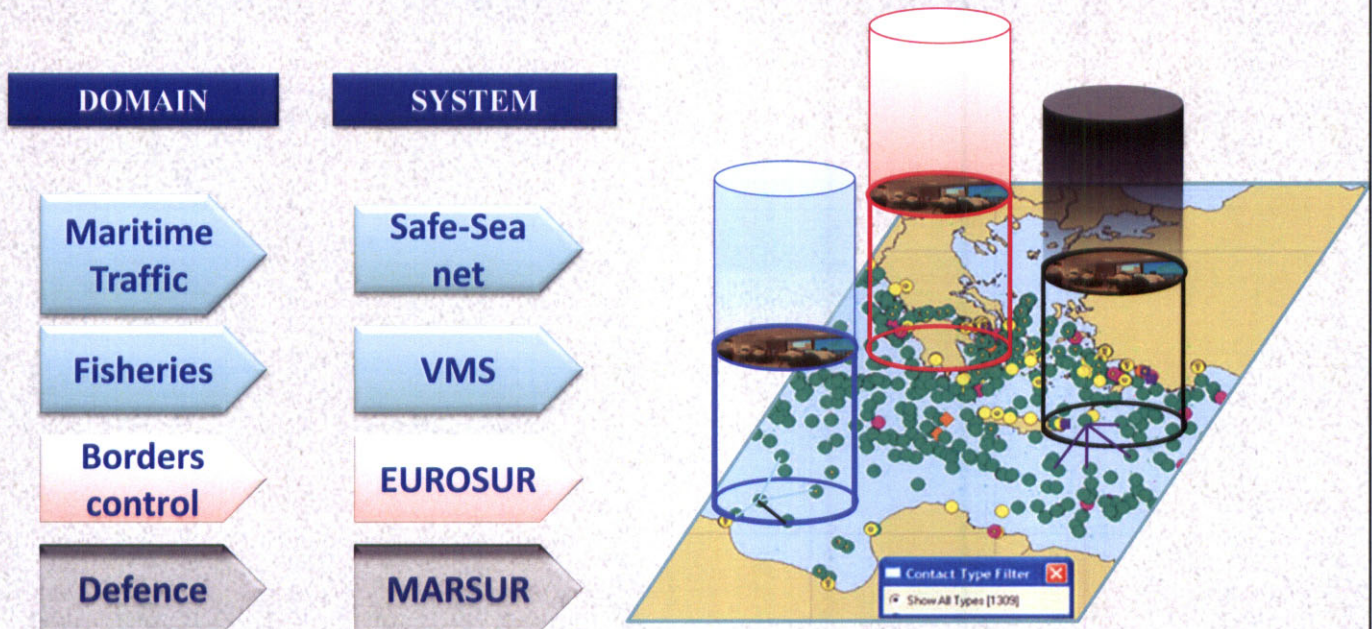 DOMAIN
SYSTEM
Maritime
Traffic
Safe-Sea
net
Fisheries
VMS
Borders
control
EUROSUR
Defence
MARSUR
Contact Type Filter
Show All Types [1309]